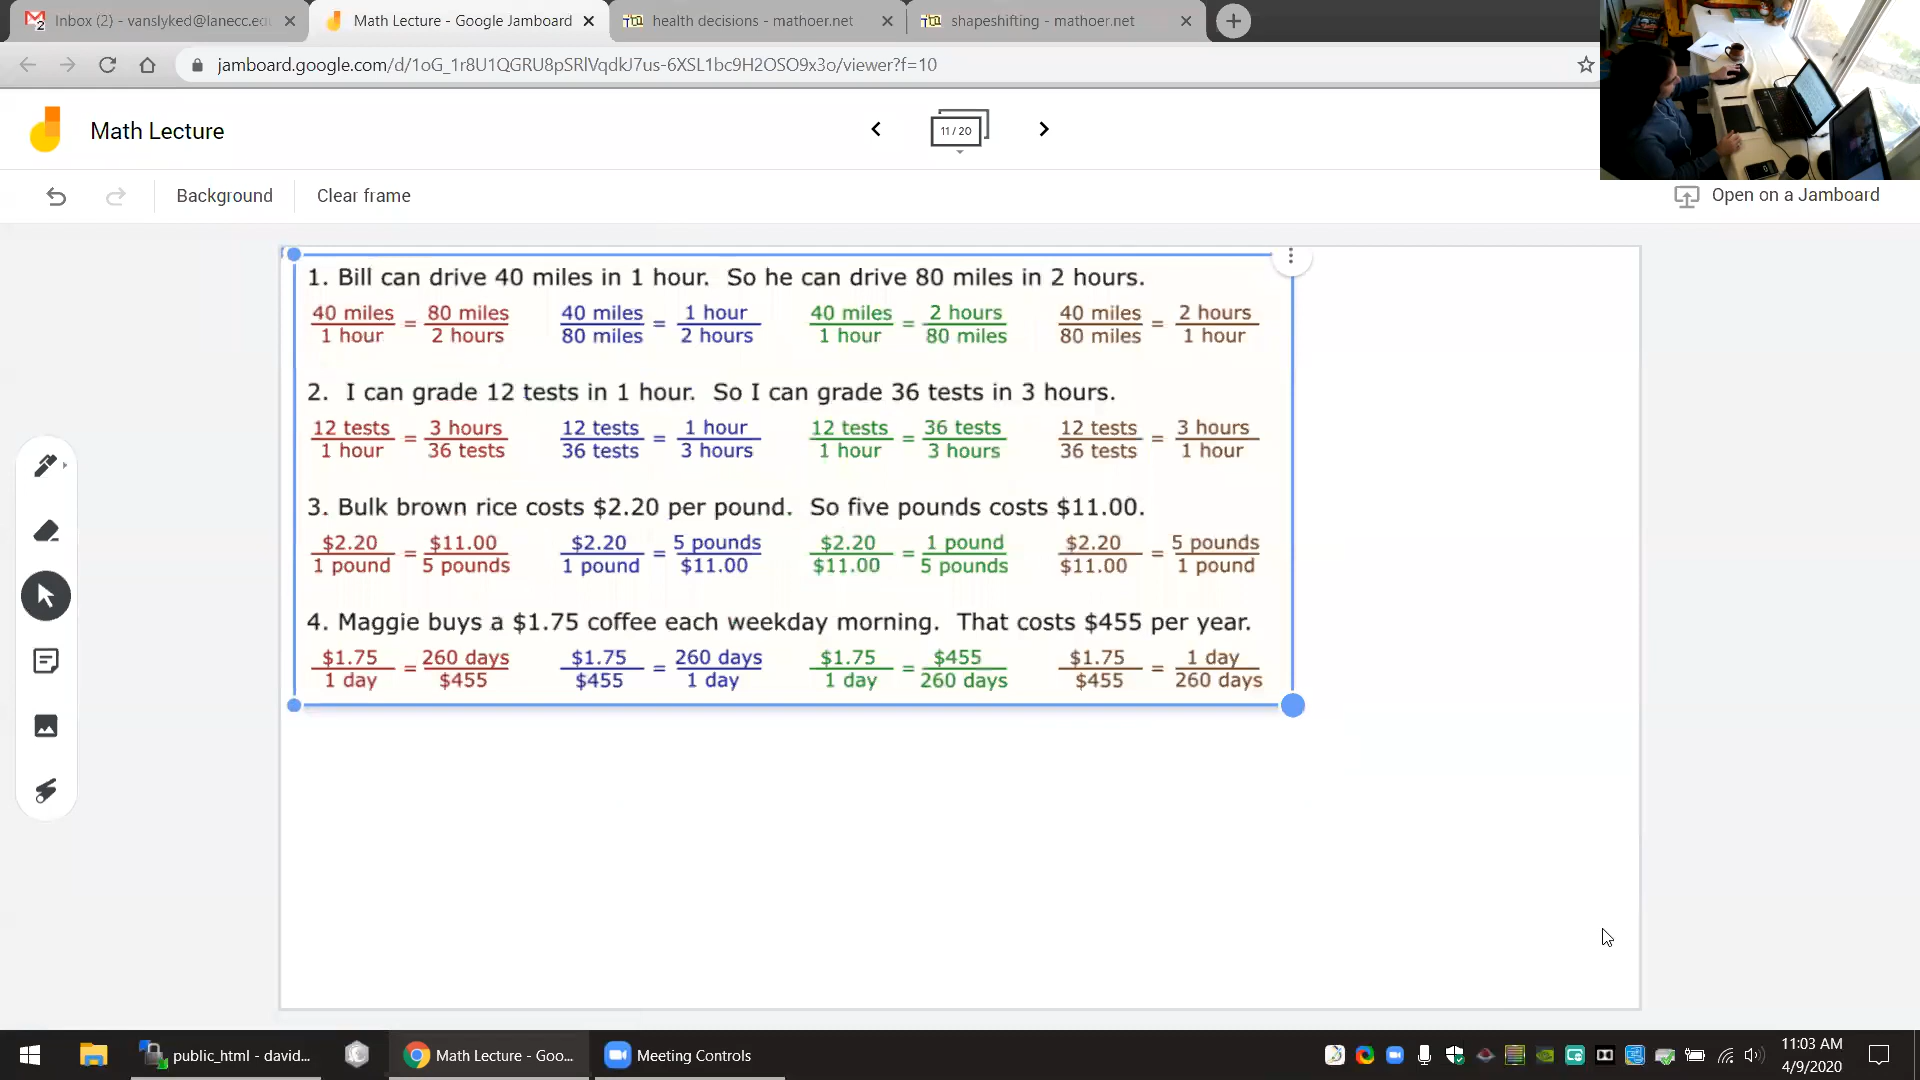 Inbox (2) - vanslyked@lanecc.edu
Math Lecture - Google Jamboard
health decisions - mathoer.net
shapeshifting - mathoer.net
jamboard.google.com/d/1oG_1r8U1QGRU8pSRlVqdkJ7us-6XSL1bc9H2OSO9x3o/viewer?f=10
Math Lecture
11 / 20
Background
Clear frame
Open on a Jamboard
1. Bill can drive 40 miles in 1 hour. So he can drive 80 miles in 2 hours.
40 miles = 80 miles 40 miles = 1 hour 40 miles = 2 hours 40 miles = 2 hours
1 hour 2 hours 80 miles 2 hours 1 hour 80 miles 80 miles 1 hour
2. I can grade 12 tests in 1 hour. So I can grade 36 tests in 3 hours.
12 tests = 3 hours 12 tests = 1 hour 12 tests = 36 tests 12 tests = 3 hours
1 hour 36 tests 36 tests 3 hours 1 hour 3 hours 36 tests 1 hour
3. Bulk brown rice costs $2.20 per pound. So five pounds costs $11.00.
$2.20 = $11.00 $2.20 = 5 pounds $2.20 = 1 pound $2.20 = 5 pounds
1 pound 5 pounds 1 pound $11.00 $11.00 5 pounds $11.00 1 pound
4. Maggie buys a $1.75 coffee each weekday morning. That costs $455 per year.
$1.75 = 260 days $1.75 = 260 days $1.75 = $455 $1.75 = 1 day
1 day $455 $455 1 day 1 day 260 days $455 260 days
public_html - david...
Math Lecture - Goo...
Meeting Controls
11:03 AM
4/9/2020